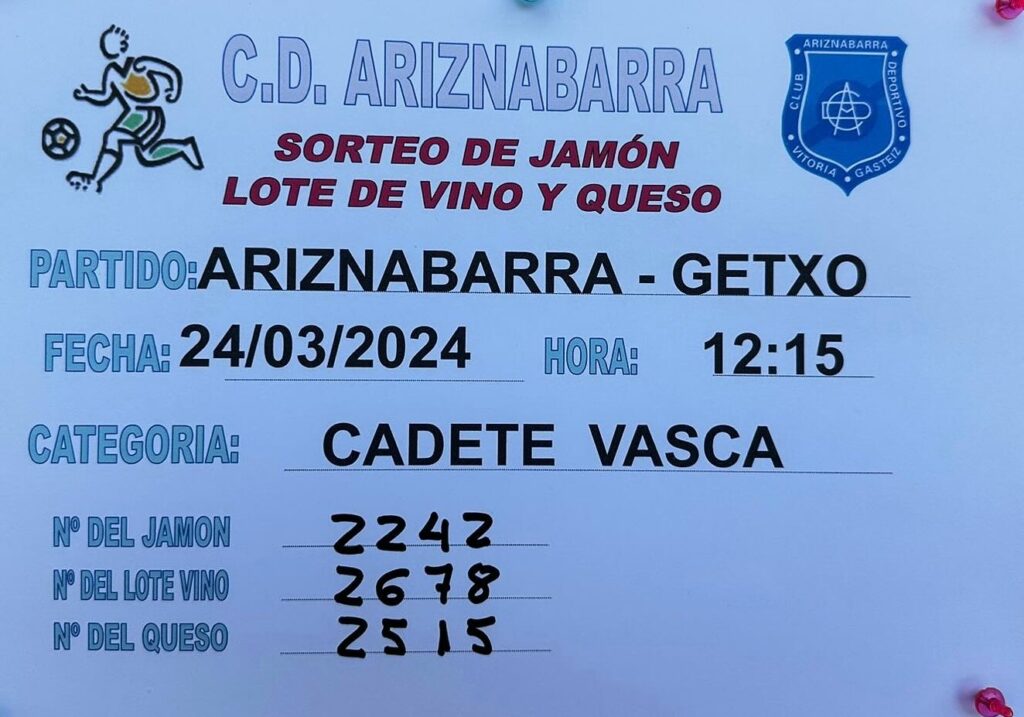 C.D. ARIZNABARRA
ARIZNABARRA
CLUB
DEPORTIVO
VITORIA
GASTEIZ
SORTEO DE JAMÓN
LOTE DE VINO Y QUESO
PARTIDO: ARIZNABARRA - GETXO
FECHA: 24/03/2024 HORA: 12:15
CATEGORIA: CADETE VASCA
Nº DEL JAMON 2242
Nº DEL LOTE VINO 2678
Nº DEL QUESO 2515